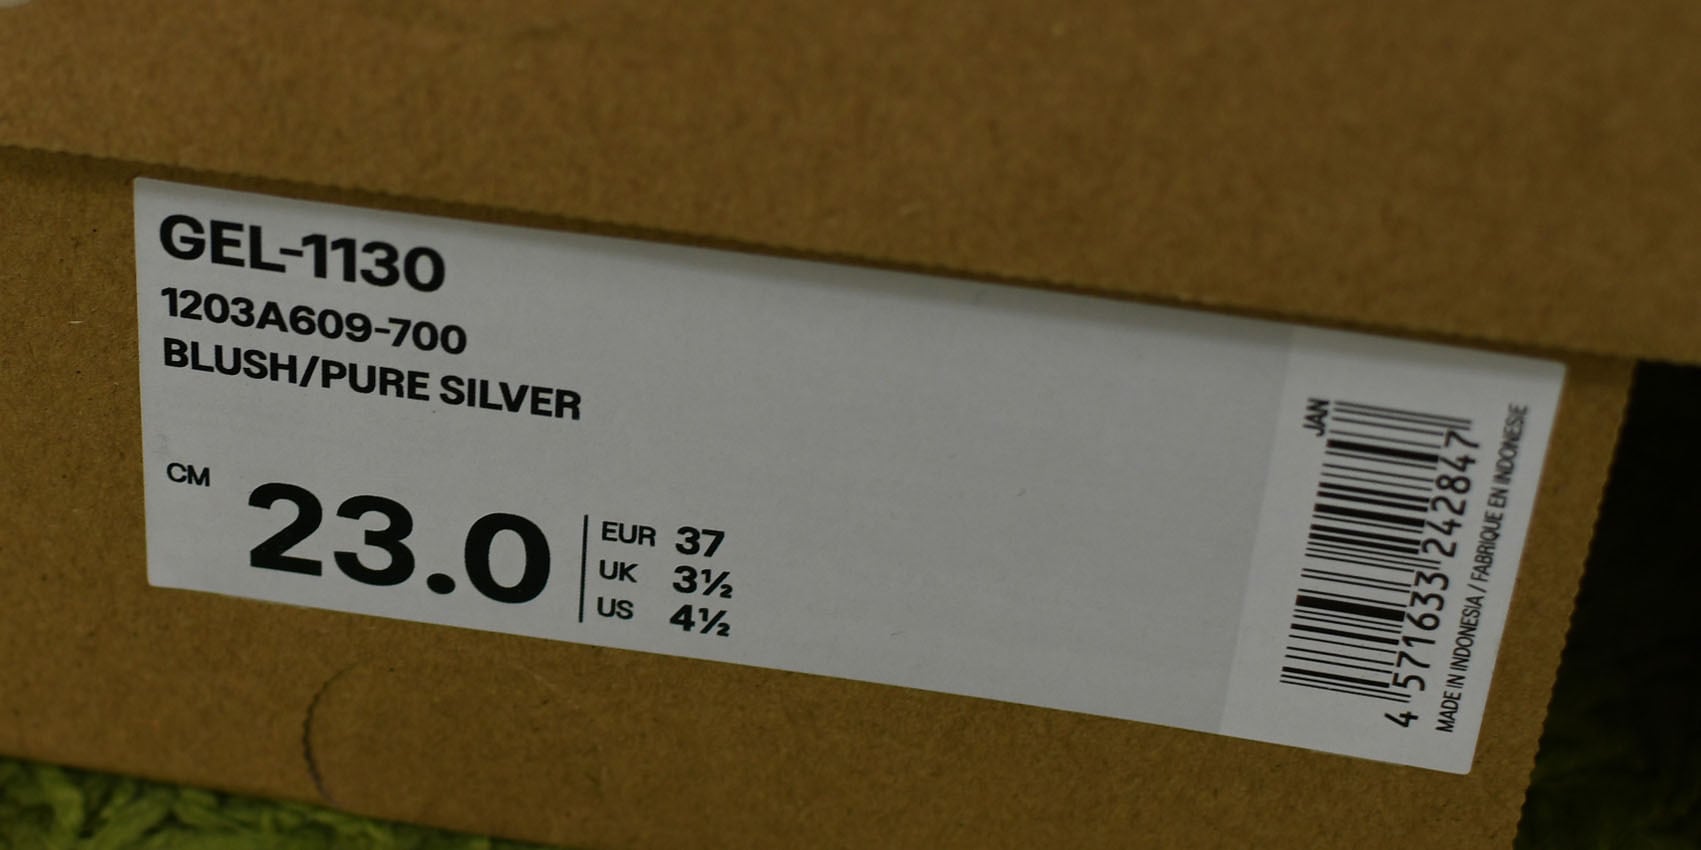 GEL-1130
1203A609-700
BLUSH/PURE SILVER
CM 23.0
EUR 37
UK 3½
US 4½
JAN
4 571633 242847
MADE IN INDONESIA / FABRIQUE EN INDONESIE